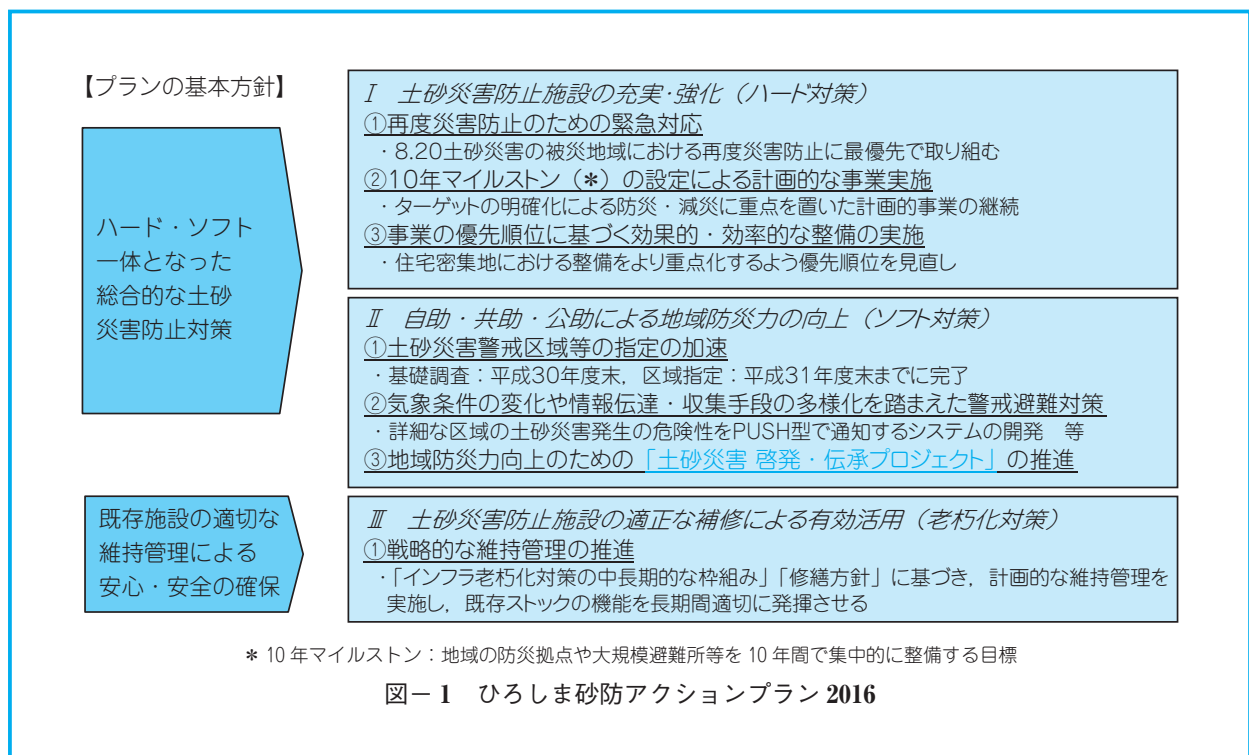 【プランの基本方針】
ハード・ソフト
一体となった
総合的な土砂
災害防止対策
Ⅰ 土砂災害防止施設の充実・強化（ハード対策）
①再度災害防止のための緊急対応
・8.20土砂災害の被災地域における再度災害防止に最優先で取り組む
②10年マイルストン（*）の設定による計画的な事業実施
・ターゲットの明確化による防災・減災に重点を置いた計画的事業の継続
③事業の優先順位に基づく効果的・効率的な整備の実施
・住宅密集地における整備をより重点化するよう優先順位を見直し
Ⅱ 自助・共助・公助による地域防災力の向上（ソフト対策）
①土砂災害警戒区域等の指定の加速
・基礎調査：平成30年度末，区域指定：平成31年度末までに完了
②気象条件の変化や情報伝達・収集手段の多様化を踏まえた警戒避難対策
・詳細な区域の土砂災害発生の危険性をPUSH型で通知するシステムの開発 等
③地域防災力向上のための「土砂災害 啓発・伝承プロジェクト」の推進
既存施設の適切な
維持管理による
安心・安全の確保
Ⅲ 土砂災害防止施設の適正な補修による有効活用（老朽化対策）
①戦略的な維持管理の推進
・「インフラ老朽化対策の中長期的な枠組み」「修繕方針」に基づき，計画的な維持管理を
実施し，既存ストックの機能を長期間適切に発揮させる
* 10年マイルストン：地域の防災拠点や大規模避難所等を10年間で集中的に整備する目標
図－1 ひろしま砂防アクションプラン2016